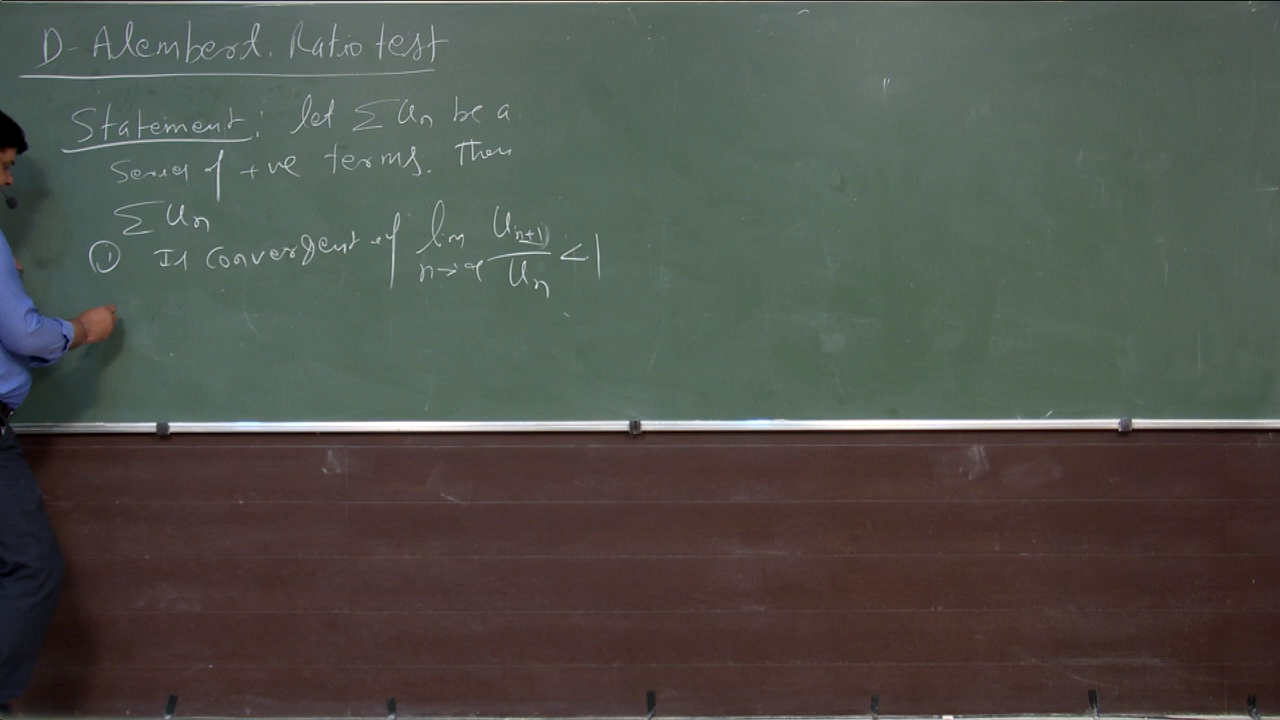 D-Alembert. Ratio test
Statement: let Σ Un be a
Series of +ve terms. Then
Σ Un
① Is convergent if lim n→∞ Un+1/Un < 1